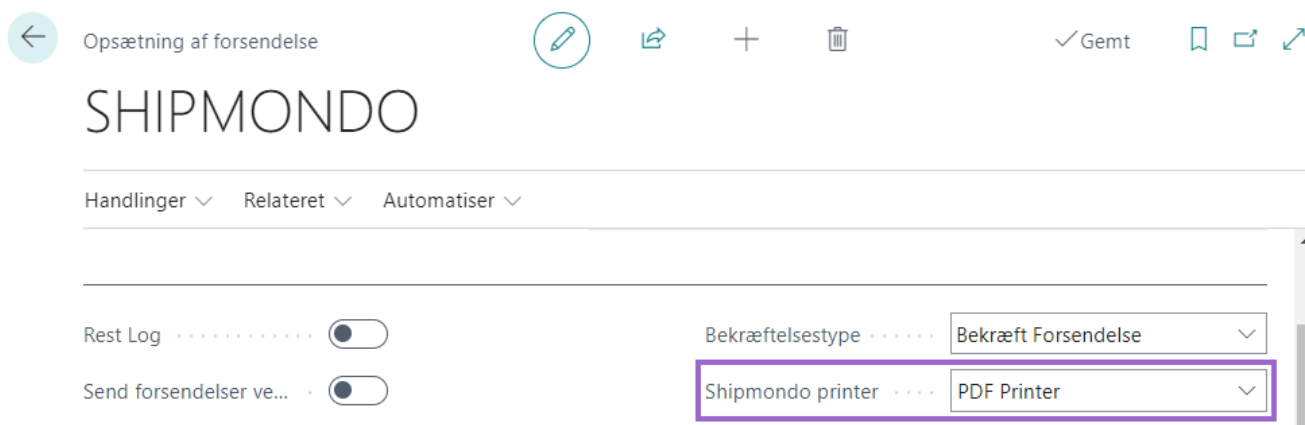 Opsætning af forsendelse
Gemt
SHIPMONDO
Handlinger Relateret Automatiser
Rest Log Bekræftelsestype Bekræft Forsendelse
Send forsendelser ve... Shipmondo printer PDF Printer